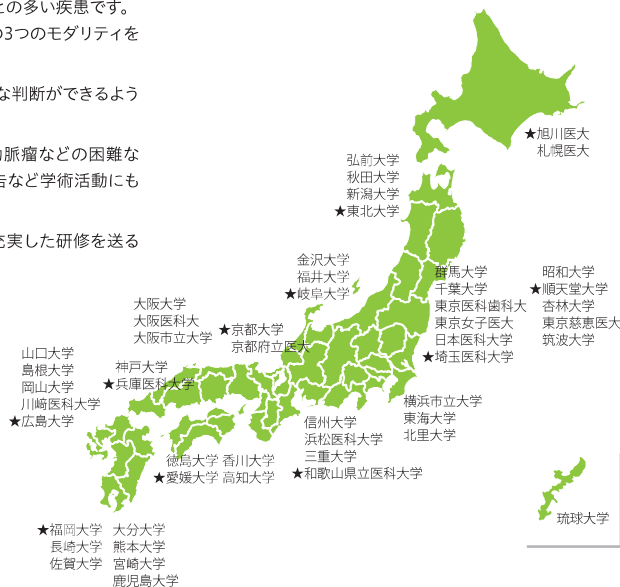 との多い疾患です。
の3つのモダリティを
な判断ができるよう
動脈瘤などの困難な
告など学術活動にも
充実した研修を送る
★旭川医大
札幌医大
弘前大学
秋田大学
新潟大学
★東北大学
金沢大学
福井大学
★岐阜大学
群馬大学
千葉大学
東京医科歯科大
東京女子医大
日本医科大学
★埼玉医科大学
昭和大学
★順天堂大学
杏林大学
東京慈恵医大
筑波大学
大阪大学
大阪医科大
大阪市立大学
★京都大学
京都府立医大
山口大学
島根大学
岡山大学
川﨑医科大学
★広島大学
神戸大学
★兵庫医科大学
横浜市立大学
東海大学
北里大学
信州大学
浜松医科大学
三重大学
★和歌山県立医科大学
徳島大学 香川大学
★愛媛大学 高知大学
琉球大学
★福岡大学 大分大学
長崎大学 熊本大学
佐賀大学 宮崎大学
鹿児島大学